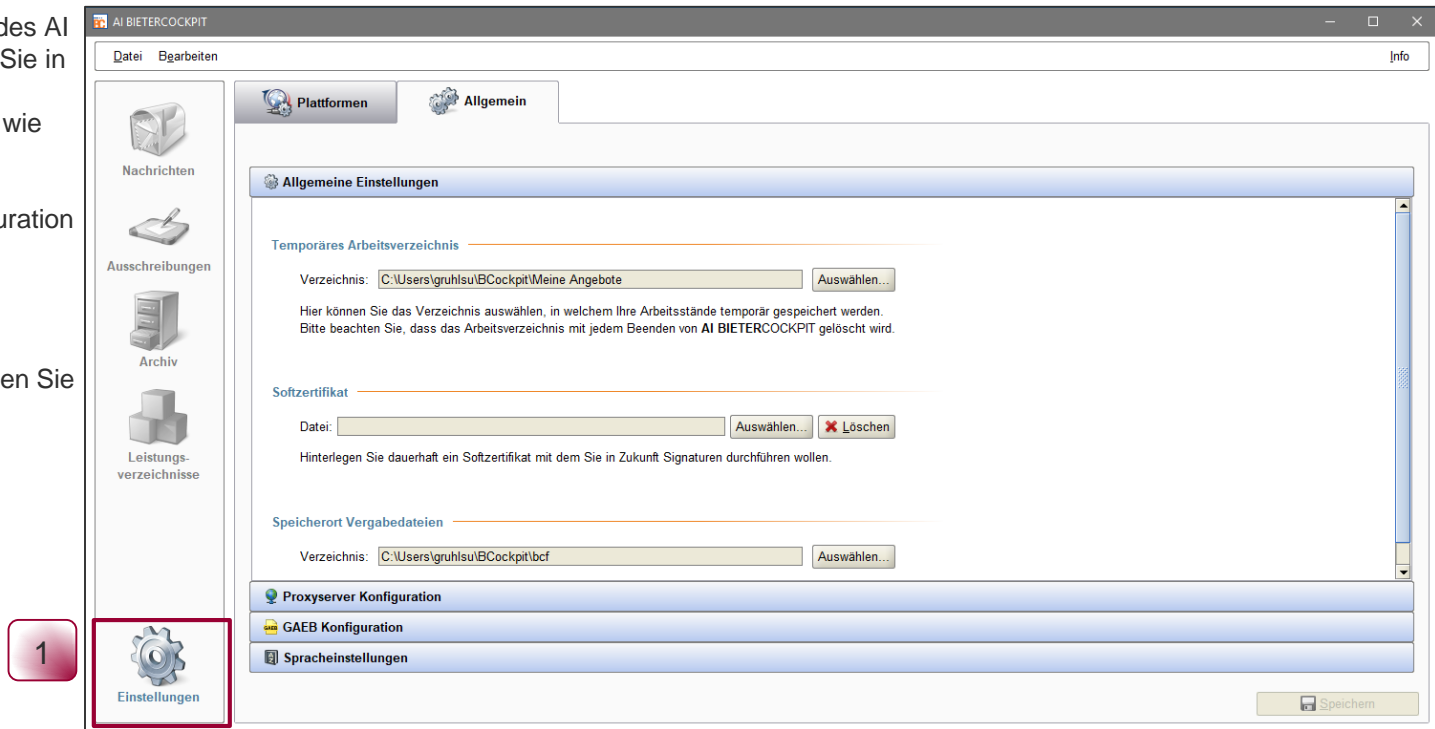 des AI
Sie in
wie
uration
en Sie
1
AI BIETERCOCKPIT
Datei Bearbeiten Info
Nachrichten
Ausschreibungen
Archiv
Leistungs-
verzeichnisse
Einstellungen
Plattformen Allgemein
Allgemeine Einstellungen
Temporäres Arbeitsverzeichnis
Verzeichnis: C:\Users\gruhlsu\BCockpit\Meine Angebote Auswählen...
Hier können Sie das Verzeichnis auswählen, in welchem Ihre Arbeitsstände temporär gespeichert werden.
Bitte beachten Sie, dass das Arbeitsverzeichnis mit jedem Beenden von AI BIETERCOCKPIT gelöscht wird.
Softzertifikat
Datei: Auswählen... Löschen
Hinterlegen Sie dauerhaft ein Softzertifikat mit dem Sie in Zukunft Signaturen durchführen wollen.
Speicherort Vergabedateien
Verzeichnis: C:\Users\gruhlsu\BCockpit\bcf Auswählen...
Proxyserver Konfiguration
GAEB Konfiguration
Spracheinstellungen
Speichern